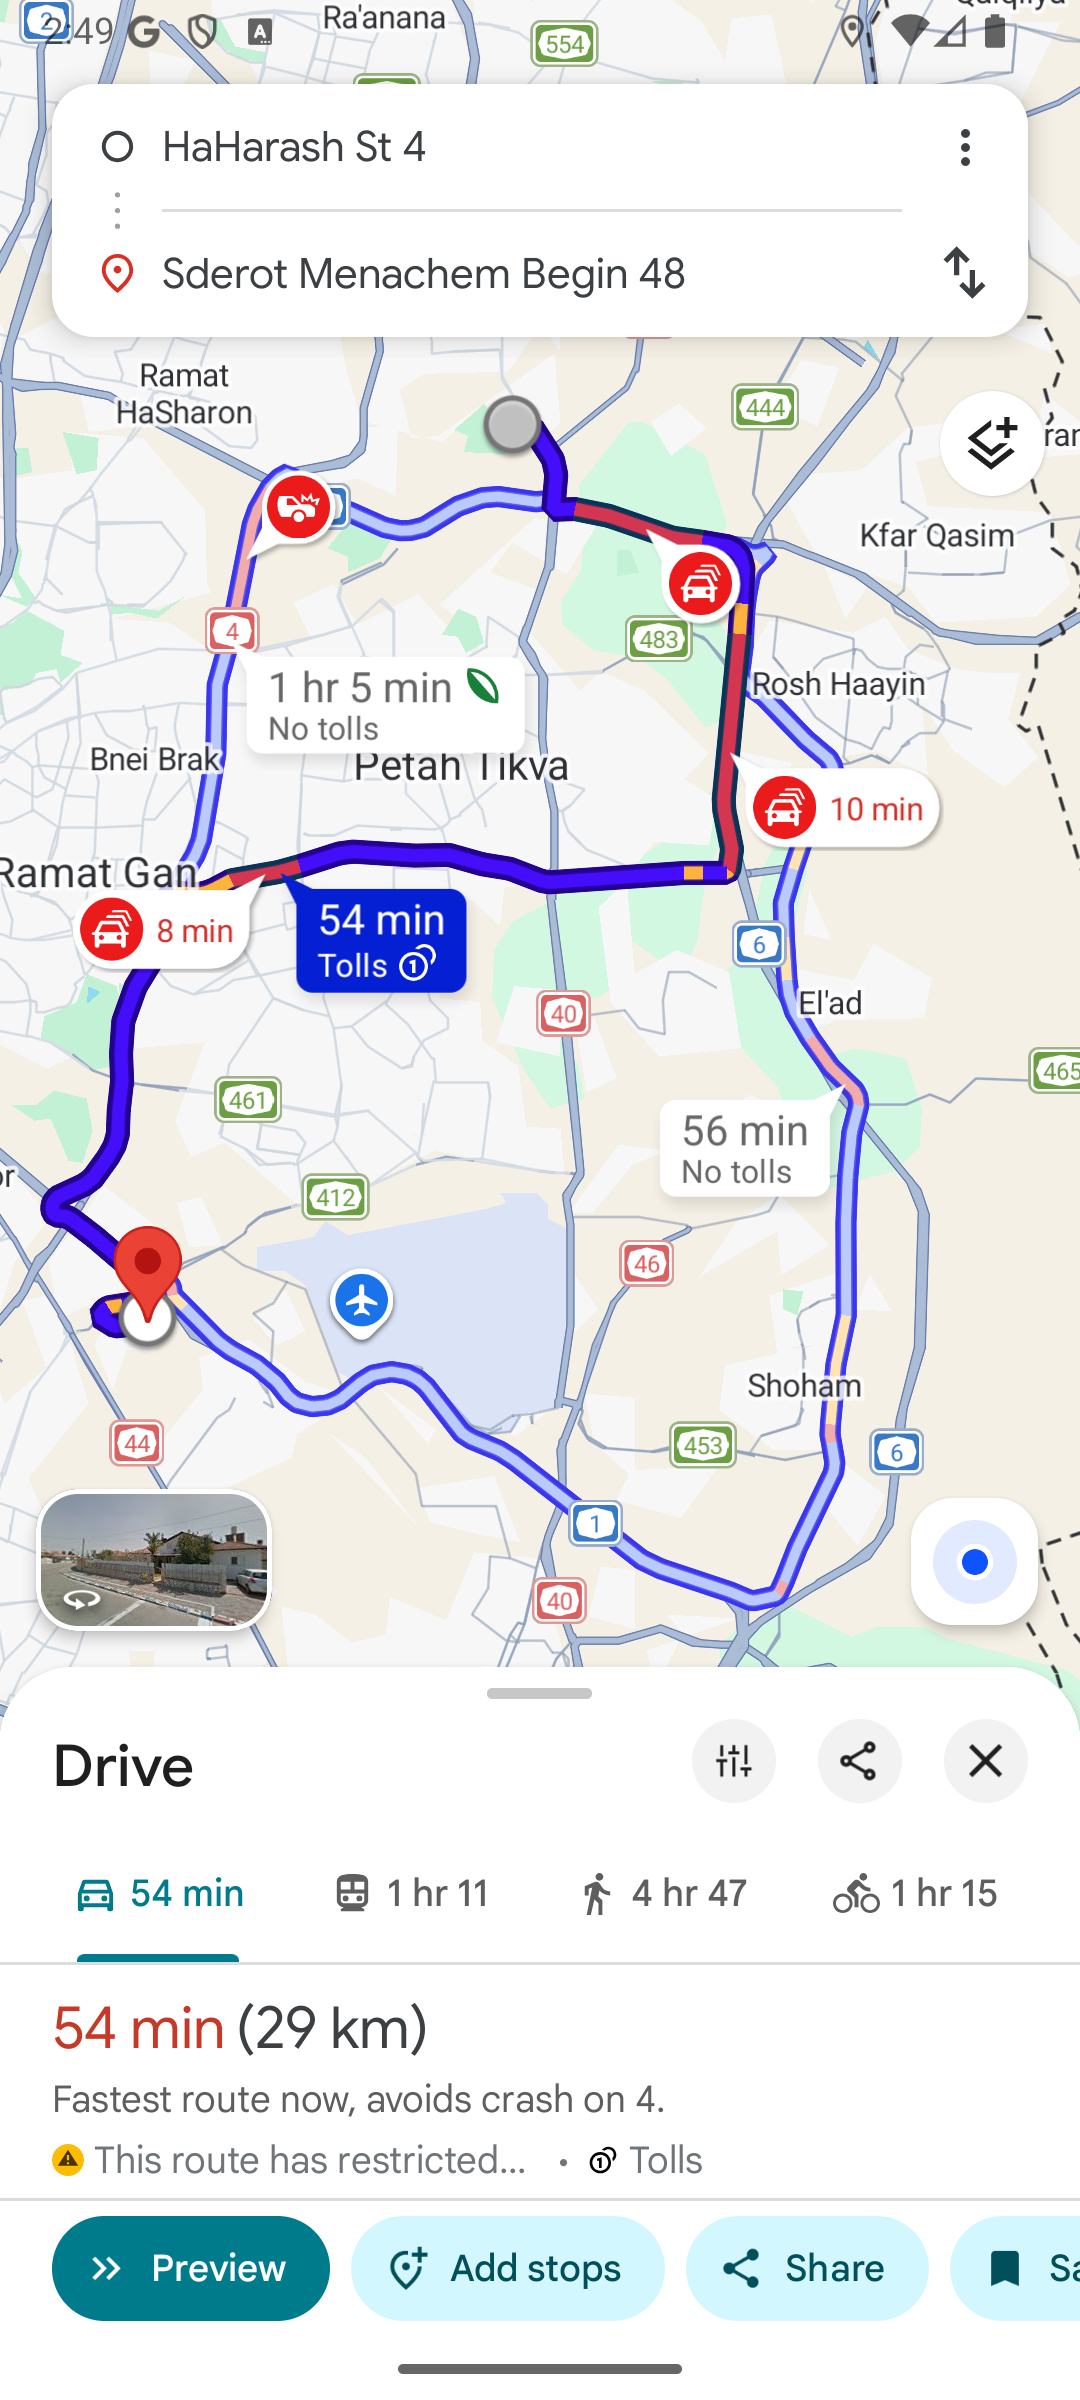 2:49
Ra'anana
554
HaHarash St 4
Sderot Menachem Begin 48
Ramat
HaSharon
444
Kfar Qasim
4
483
1 hr 5 min
No tolls
Rosh Haayin
Bnei Brak
Petah Tikva
10 min
Ramat Gan
8 min
54 min
Tolls
6
El'ad
40
465
461
56 min
No tolls
412
46
Shoham
44
453
6
1
40
Drive
54 min
1 hr 11
4 hr 47
1 hr 15
54 min (29 km)
Fastest route now, avoids crash on 4.
This route has restricted... • Tolls
Preview
Add stops
Share
Sa